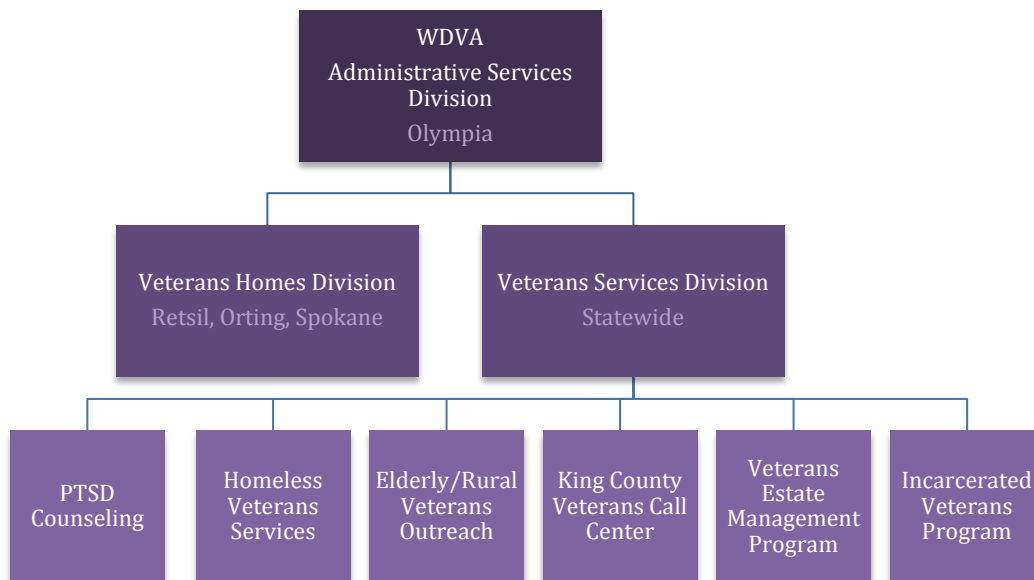 WDVA
Administrative Services
Division
Olympia
Veterans Homes Division
Retsil, Orting, Spokane
Veterans Services Division
Statewide
PTSD
Counseling
Homeless
Veterans
Services
Elderly/Rural
Veterans
Outreach
King County
Veterans Call
Center
Veterans
Estate
Management
Program
Incarcerated
Veterans
Program